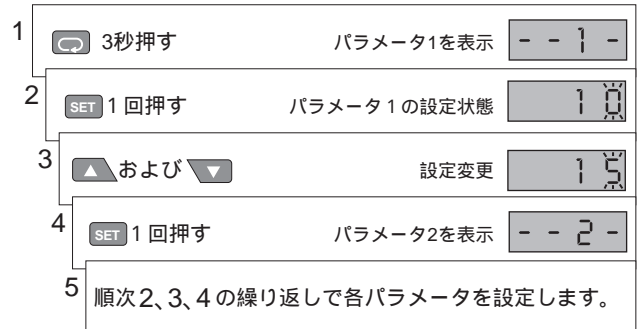 1 3秒押す パラメータ1を表示 - - 1 -
2 SET 1回押す パラメータ1の設定状態 1 0
3 および 設定変更 1 5
4 SET 1回押す パラメータ2を表示 - - 2 -
5 順次2、3、4の繰り返しで各パラメータを設定します。